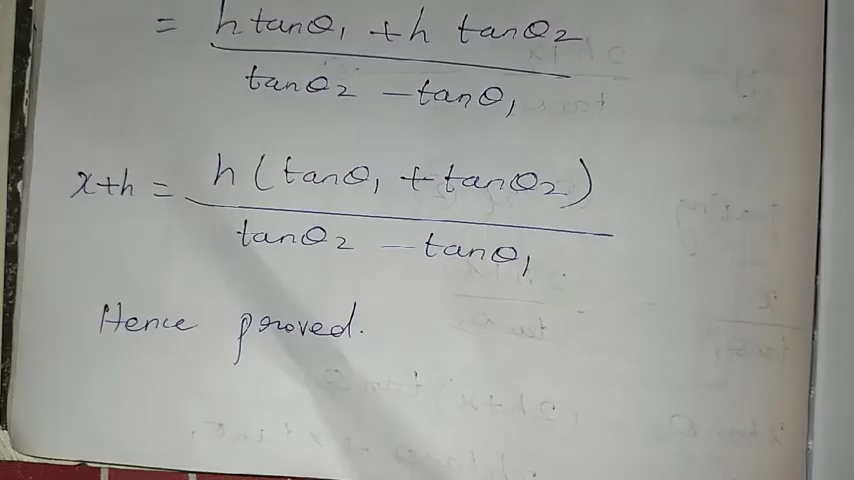 = h tanθ₁ + h tanθ₂
tanθ₂ - tanθ₁
x+h = h(tanθ₁ + tanθ₂)
tanθ₂ - tanθ₁
Hence proved.